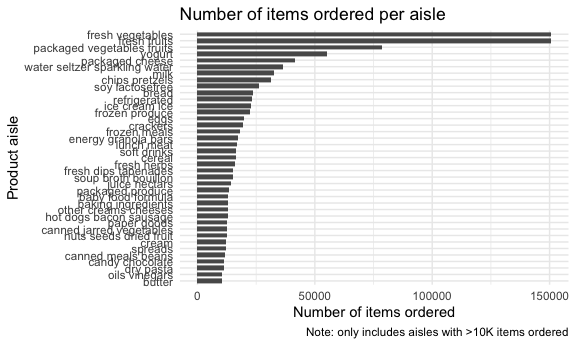 Number of items ordered per aisle
Product aisle
fresh vegetables
fresh fruits
packaged vegetables fruits
yogurt
packaged cheese
water seltzer sparkling water
milk
chips pretzels
soy lactosefree
bread
refrigerated
ice cream ice
frozen produce
eggs
crackers
frozen meals
energy granola bars
lunch meat
soft drinks
cereal
fresh herbs
fresh dips tapenades
soup broth bouillon
juice nectars
packaged produce
baby food formula
baking ingredients
other creams cheeses
hot dogs bacon sausage
paper goods
canned jarred vegetables
nuts seeds dried fruit
cream
spreads
canned meals beans
candy chocolate
dry pasta
oils vinegars
butter
0 50000 100000 150000
Number of items ordered
Note: only includes aisles with >10K items ordered